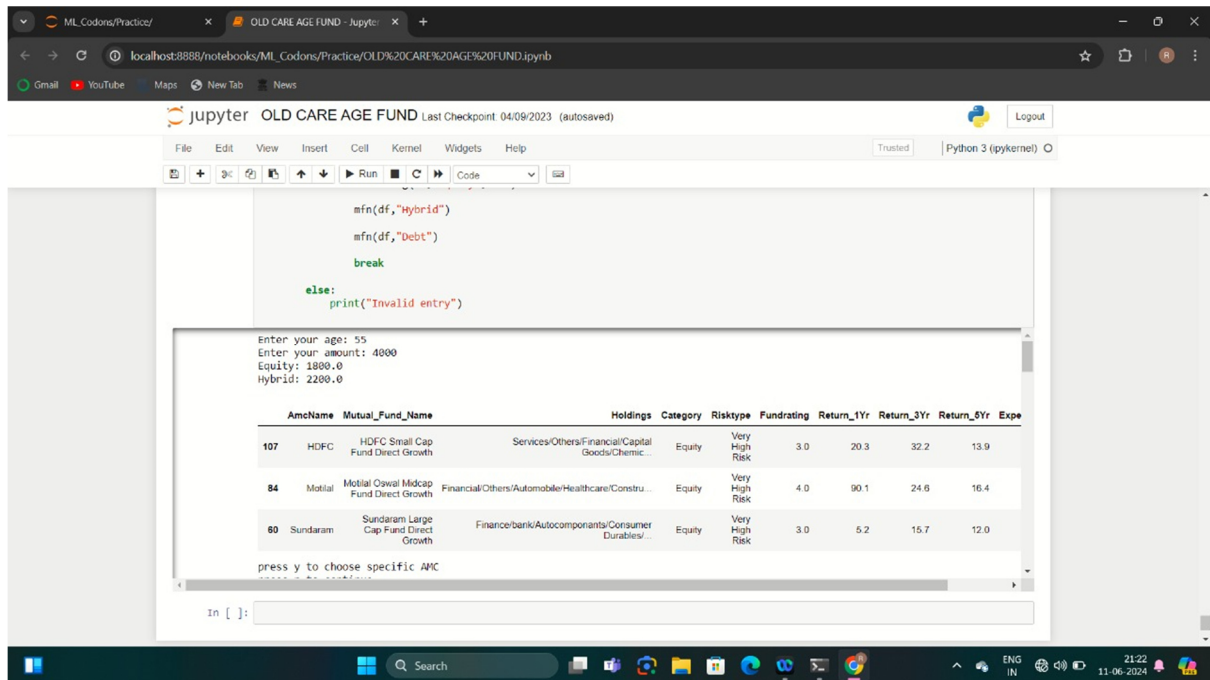 ML_Codons/Practice/
OLD CARE AGE FUND - Jupyter
localhost:8888/notebooks/ML_Codons/Practice/OLD%20CARE%20AGE%20FUND.ipynb
R
Gmail YouTube Maps New Tab News
jupyter OLD CARE AGE FUND Last Checkpoint: 04/09/2023 (autosaved)
Logout
File Edit View Insert Cell Kernel Widgets Help
Trusted Python 3 (ipykernel)
Run Code
mfn(df,"Hybrid")
mfn(df,"Debt")
break
else:
print("Invalid entry")
Enter your age: 55
Enter your amount: 4000
Equity: 1800.0
Hybrid: 2200.0
AmcName Mutual_Fund_Name Holdings Category Risktype Fundrating Return_1Yr Return_3Yr Return_5Yr Expe
107 HDFC HDFC Small Cap Fund Direct Growth Services/Others/Financial/Capital Goods/Chemic... Equity Very High Risk 3.0 20.3 32.2 13.9
84 Motilal Motilal Oswal Midcap Fund Direct Growth Financial/Others/Automobile/Healthcare/Constru... Equity Very High Risk 4.0 90.1 24.6 16.4
60 Sundaram Sundaram Large Cap Fund Direct Growth Finance/bank/Autocomponants/Consumer Durables/... Equity Very High Risk 3.0 5.2 15.7 12.0
press y to choose specific AMC
In [ ]:
Search
ENG
IN
21:22
11-06-2024